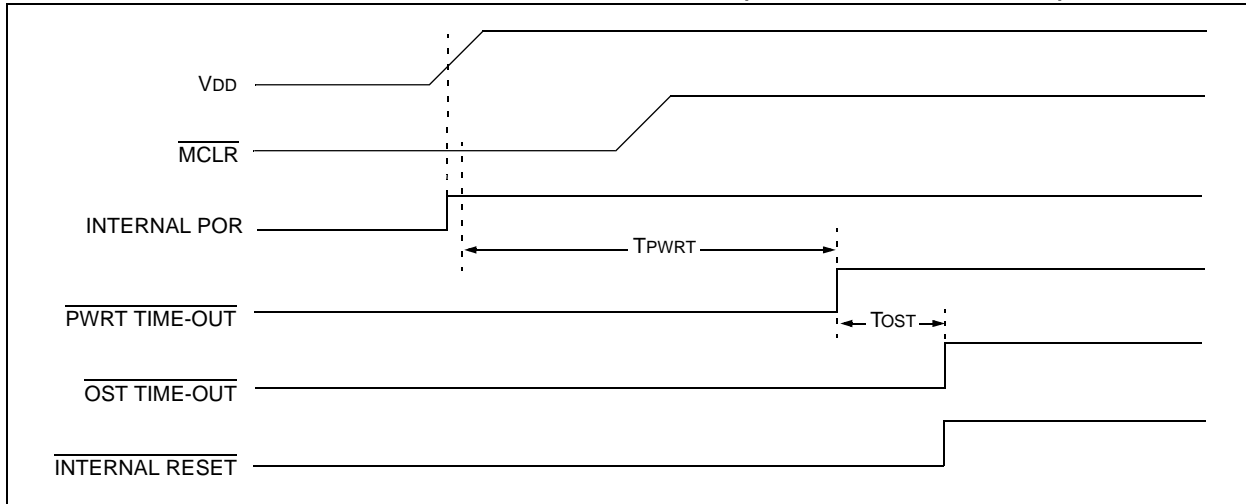 VDD
MCLR
INTERNAL POR
TPWRT
PWRT TIME-OUT
TOST
OST TIME-OUT
INTERNAL RESET